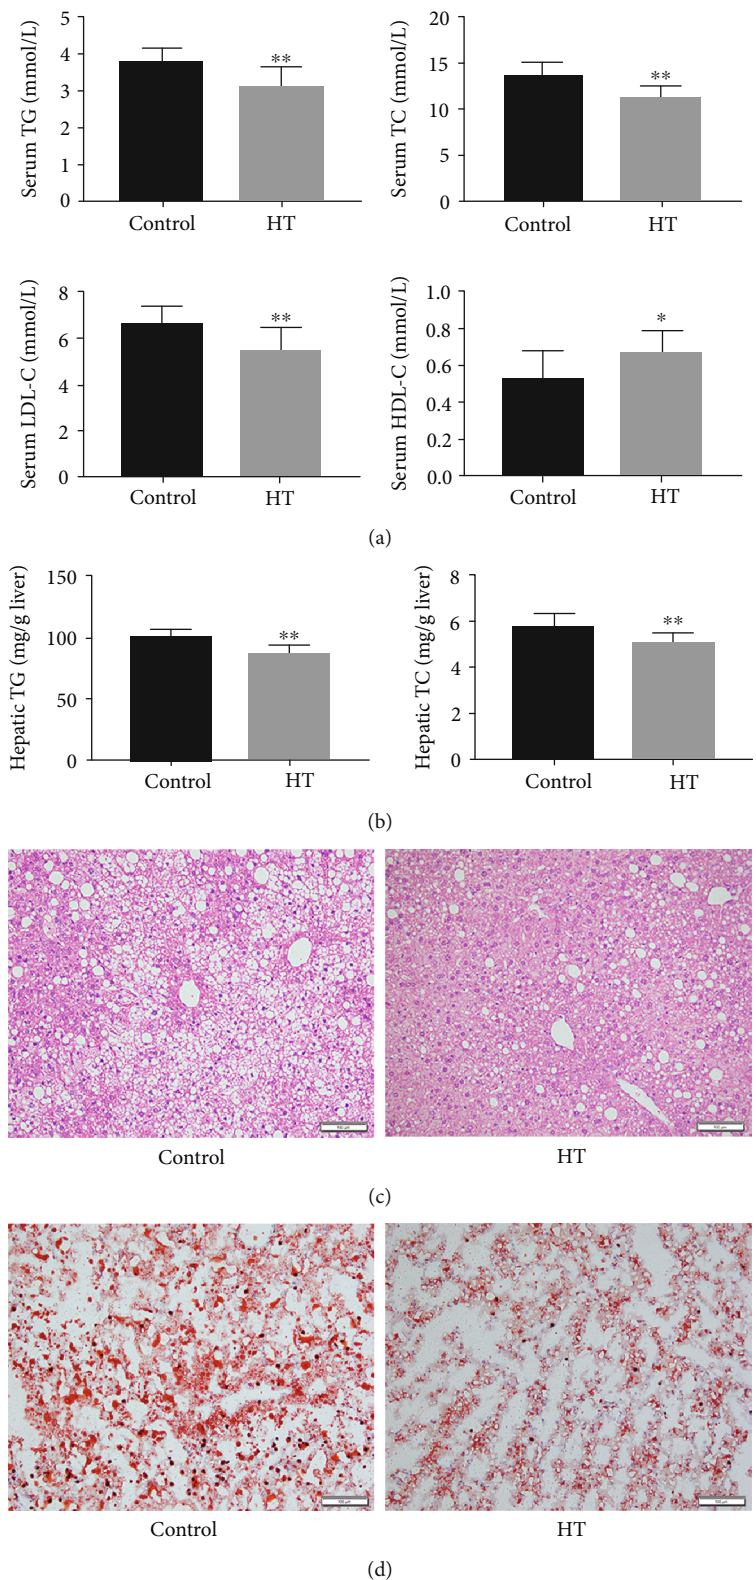 Serum TG (mmol/L)
5
4
3
2
1
0
**
Control
HT
Serum TC (mmol/L)
20
15
10
5
0
**
Control
HT
Serum LDL-C (mmol/L)
8
6
4
2
0
**
Control
HT
Serum HDL-C (mmol/L)
1.0
0.8
0.6
0.4
0.2
0.0
*
Control
HT
(a)
Hepatic TG (mg/g liver)
150
100
50
0
**
Control
HT
Hepatic TC (mg/g liver)
8
6
4
2
0
**
Control
HT
(b)
Control
HT
(c)
Control
HT
(d)